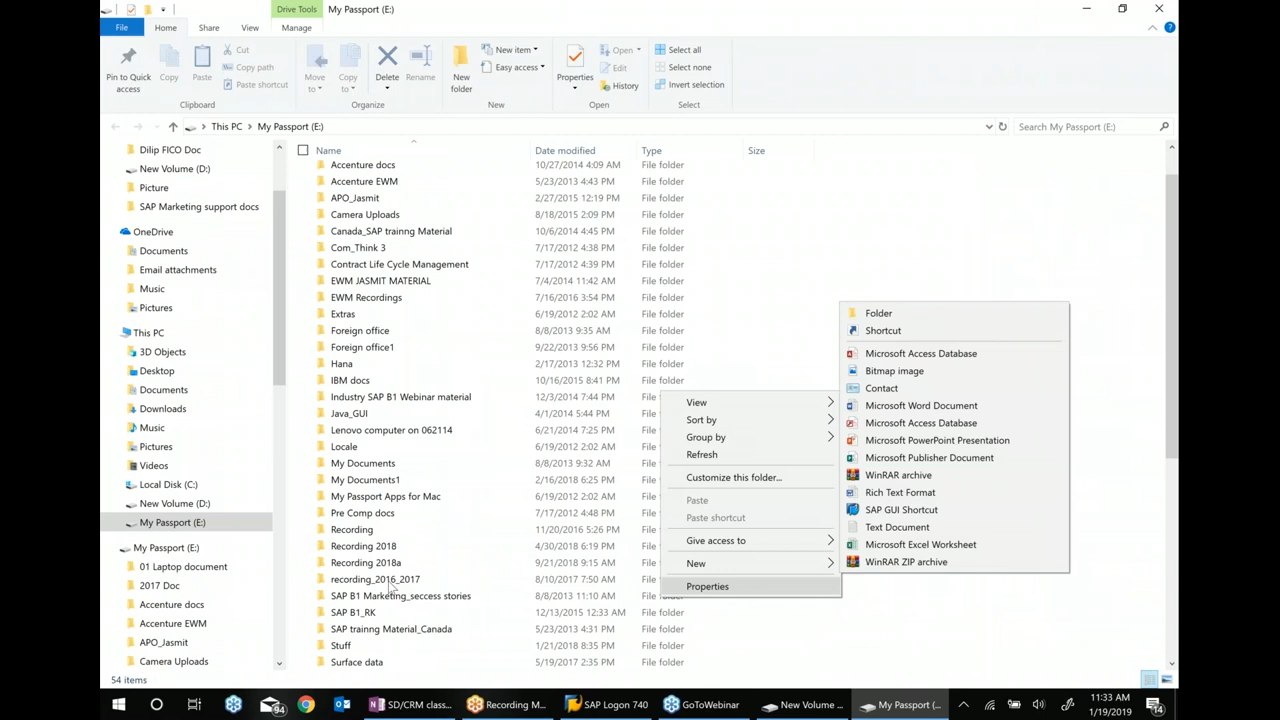 Drive Tools
My Passport (E:)
File
Home
Share
View
Manage
Pin to Quick access
Copy
Paste
Cut
Copy path
Paste shortcut
Clipboard
Move to
Copy to
Delete
Rename
Organize
New folder
New item
Easy access
New
Properties
Open
Edit
History
Open
Select all
Select none
Invert selection
Select
This PC > My Passport (E:)
Search My Passport (E:)
Dilip FICO Doc
New Volume (D:)
Picture
SAP Marketing support docs
OneDrive
Documents
Email attachments
Music
Pictures
This PC
3D Objects
Desktop
Documents
Downloads
Music
Pictures
Videos
Local Disk (C:)
New Volume (D:)
My Passport (E:)
My Passport (E:)
01 Laptop document
2017 Doc
Accenture docs
Accenture EWM
APO_Jasmit
Camera Uploads
Name Date modified Type Size
Accenture docs 10/27/2014 4:09 AM File folder
Accenture EWM 5/23/2013 4:43 PM File folder
APO_Jasmit 2/27/2015 12:19 PM File folder
Camera Uploads 8/18/2015 2:09 PM File folder
Canada_SAP trainng Material 10/6/2014 4:45 PM File folder
Com_Think 3 7/17/2012 4:38 PM File folder
Contract Life Cycle Management 7/17/2012 4:39 PM File folder
EWM JASMIT MATERIAL 7/4/2014 11:42 AM File folder
EWM Recordings 7/16/2016 3:54 PM File folder
Extras 6/19/2012 2:02 AM File folder
Foreign office 8/8/2013 9:35 AM File folder
Foreign office1 9/22/2013 9:56 PM File folder
Hana 2/17/2013 12:32 PM File folder
IBM docs 10/16/2015 8:41 PM File folder
Industry SAP B1 Webinar material 12/3/2014 7:44 PM
Java_GUI 4/1/2014 5:44 PM
Lenovo computer on 062114 6/21/2014 7:25 PM
Locale 6/19/2012 2:02 AM
My Documents 8/8/2013 9:32 AM
My Documents1 2/16/2018 6:25 PM
My Passport Apps for Mac 6/19/2012 2:02 AM
Pre Comp docs 7/17/2012 4:48 PM
Recording 11/20/2016 5:26 PM
Recording 2018 4/30/2018 6:19 PM
Recording 2018a 9/21/2018 9:15 AM
recording_2016_2017 8/10/2017 7:50 AM
SAP B1 Marketing_seccess stories 8/8/2013 11:10 AM File folder
SAP B1_RK 12/13/2015 12:33 AM File folder
SAP trainng Material_Canada 5/23/2013 4:31 PM File folder
Stuff 1/21/2018 8:35 PM File folder
Surface data 5/19/2017 2:35 PM File folder
View
Sort by
Group by
Refresh
Customize this folder...
Paste
Paste shortcut
Give access to
New
Properties
Folder
Shortcut
Microsoft Access Database
Bitmap image
Contact
Microsoft Word Document
Microsoft Access Database
Microsoft PowerPoint Presentation
Microsoft Publisher Document
WinRAR archive
Rich Text Format
SAP GUI Shortcut
Text Document
Microsoft Excel Worksheet
WinRAR ZIP archive
54 items
94
SD/CRM class...
Recording M...
SAP Logon 740
GoToWebinar
New Volume ...
My Passport (...
11:33 AM
1/19/2019
14